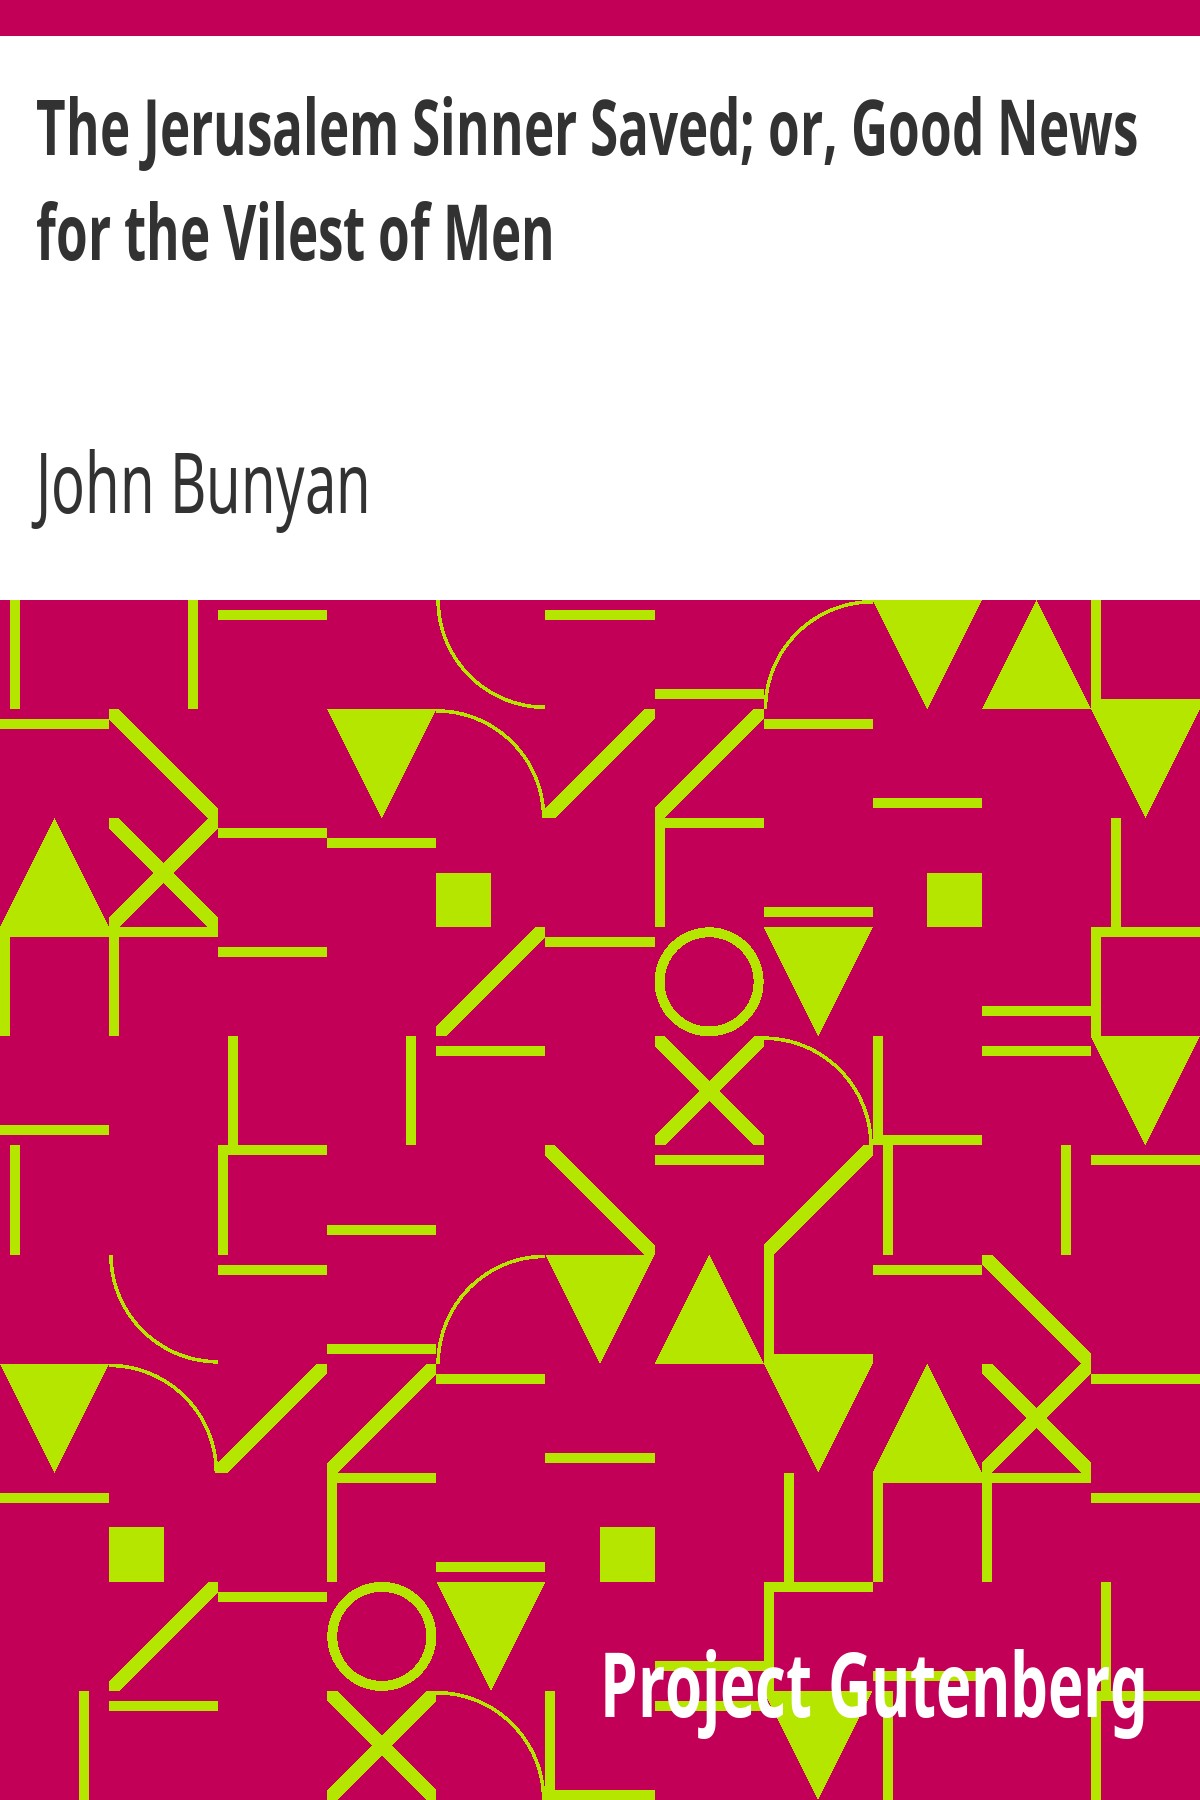 The Jerusalem Sinner Saved; or, Good News
for the Vilest of Men
John Bunyan
Project Gutenberg